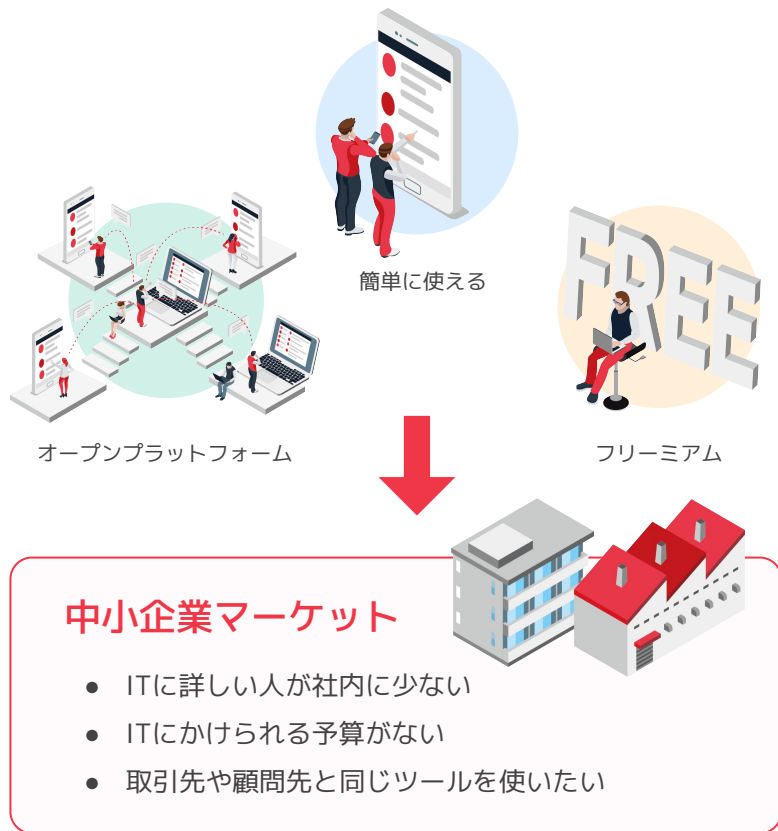 簡単に使える
FREE
オープンプラットフォーム
フリーミアム
中小企業マーケット
● ITに詳しい人が社内に少ない
● ITにかけられる予算がない
● 取引先や顧問先と同じツールを使いたい